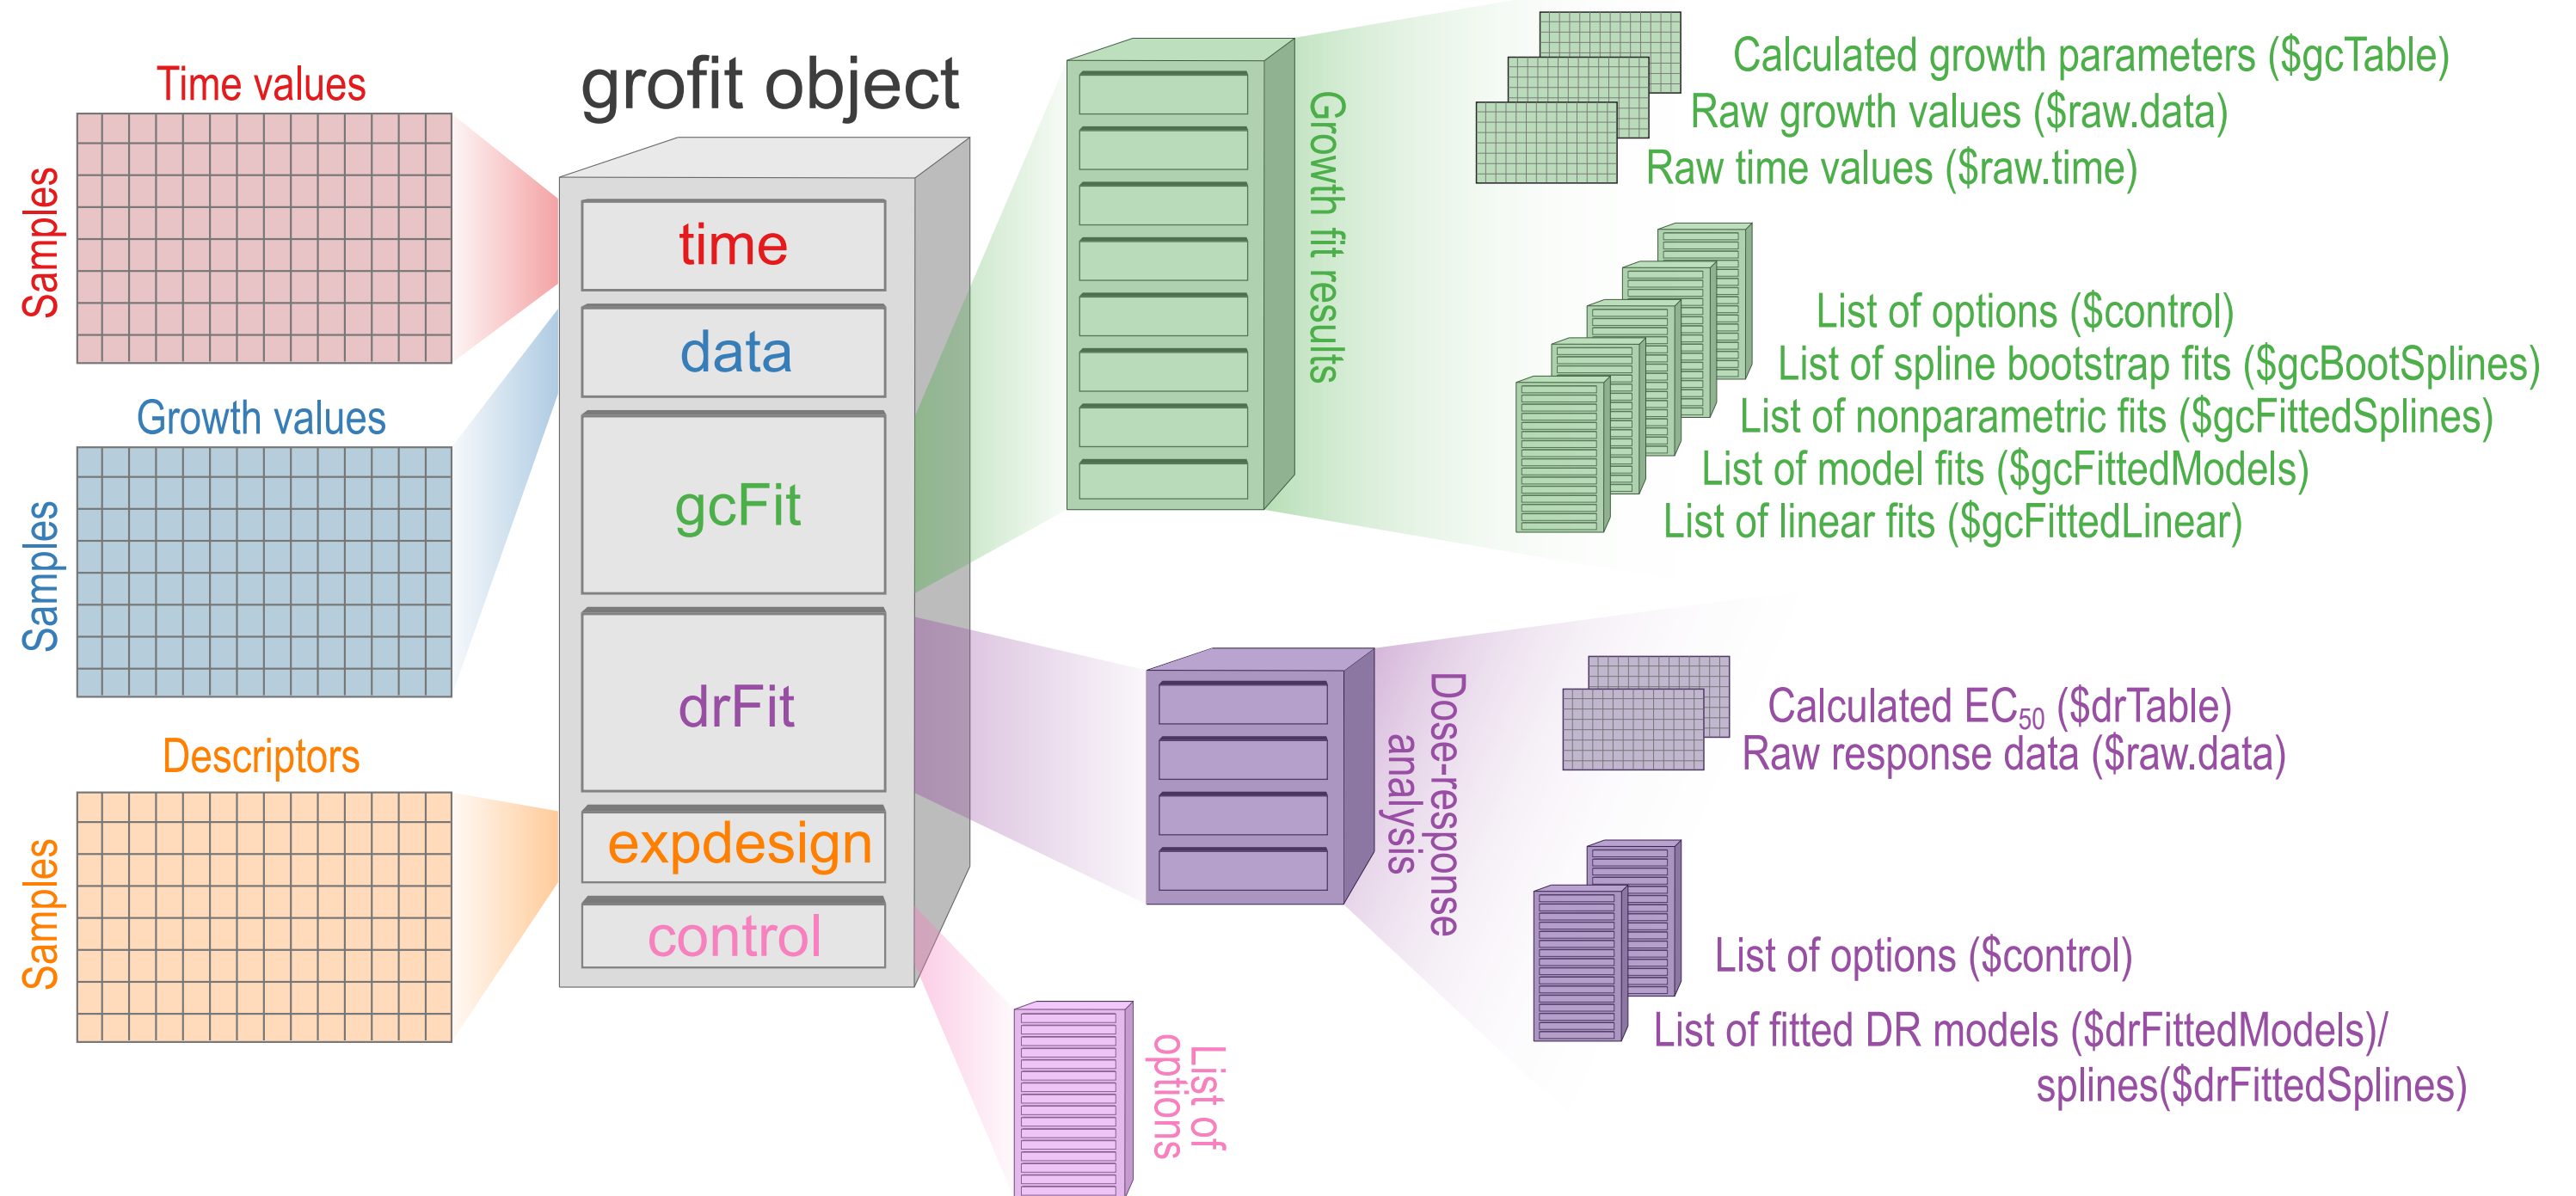 Time values
Samples
Growth values
Samples
Descriptors
Samples
grofit object
time
data
gcFit
drFit
expdesign
control
Growth fit results
Calculated growth parameters ($gcTable)
Raw growth values ($raw.data)
Raw time values ($raw.time)
List of options ($control)
List of spline bootstrap fits ($gcBootSplines)
List of nonparametric fits ($gcFittedSplines)
List of model fits ($gcFittedModels)
List of linear fits ($gcFittedLinear)
Dose-response
analysis
Calculated EC₅₀ ($drTable)
Raw response data ($raw.data)
List of options ($control)
List of fitted DR models ($drFittedModels)/
splines($drFittedSplines)
List of
options